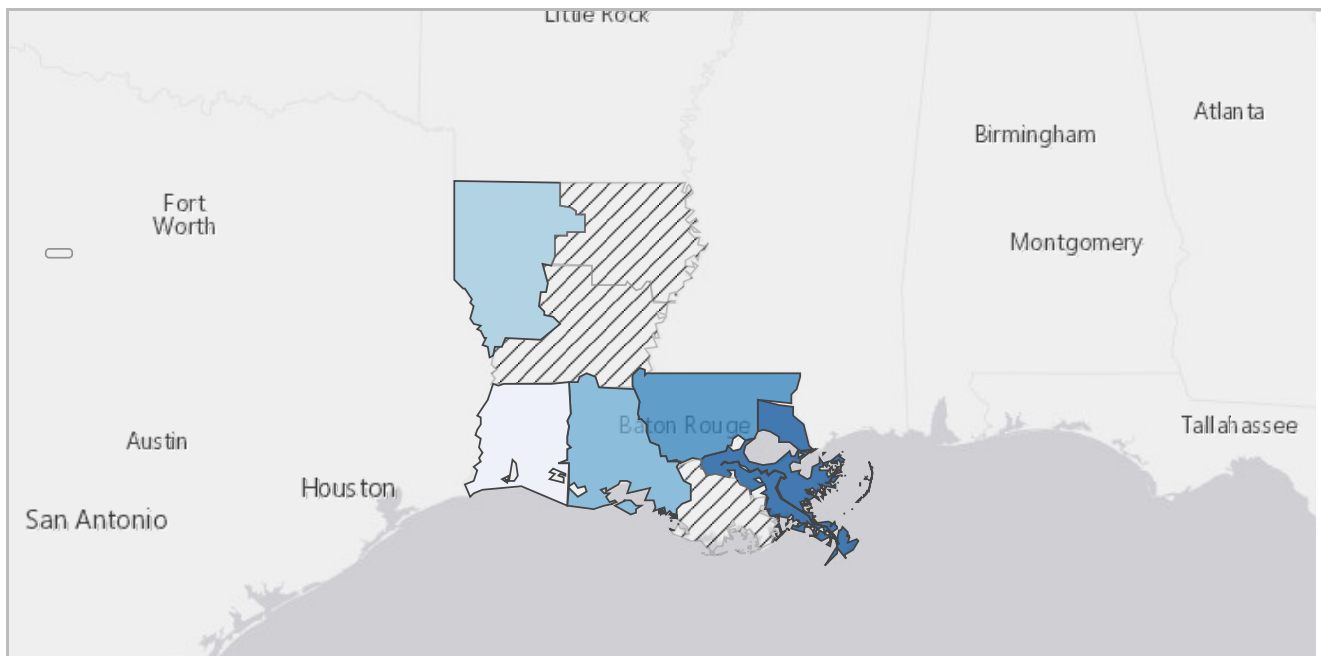 Little Rock
Atlanta
Birmingham
Fort
Worth
Montgomery
Baton Rouge
Tallahassee
Austin
Houston
San Antonio